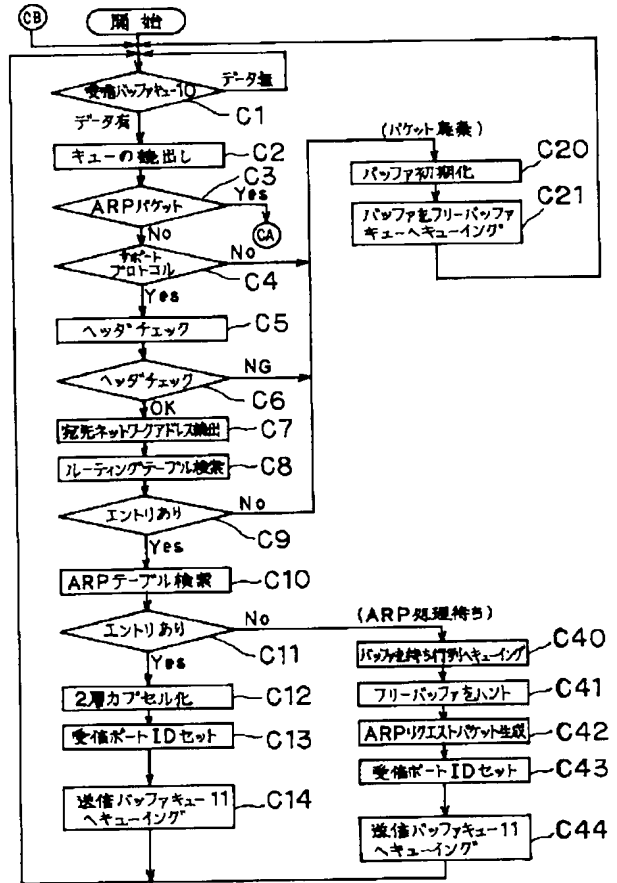 CB
開始
受信バッファキュー10
データ無
C1
データ有
キューの検出し
C2
C3
ARPパケット
Yes
CA
No
サポート
プロトコル
No
C4
Yes
ヘッダチェック
C5
ヘッダチェック
NG
C6
OK
宛先ネットワークアドレス検出
C7
ルーティングテーブル検索
C8
エントリあり
No
C9
Yes
ARPテーブル検索
C10
エントリあり
No
C11
Yes
2層カプセル化
C12
受信ポートIDセット
C13
送信バッファキュー11
へキューイング
C14
(パケット廃棄)
バッファ初期化
C20
バッファをフリーバッファ
キューへキューイング
C21
(ARP処理待ち)
バッファを待ち行列へキューイング
C40
フリーバッファをハント
C41
ARPリクエストパケット生成
C42
受信ポートIDセット
C43
送信バッファキュー11
へキューイング
C44